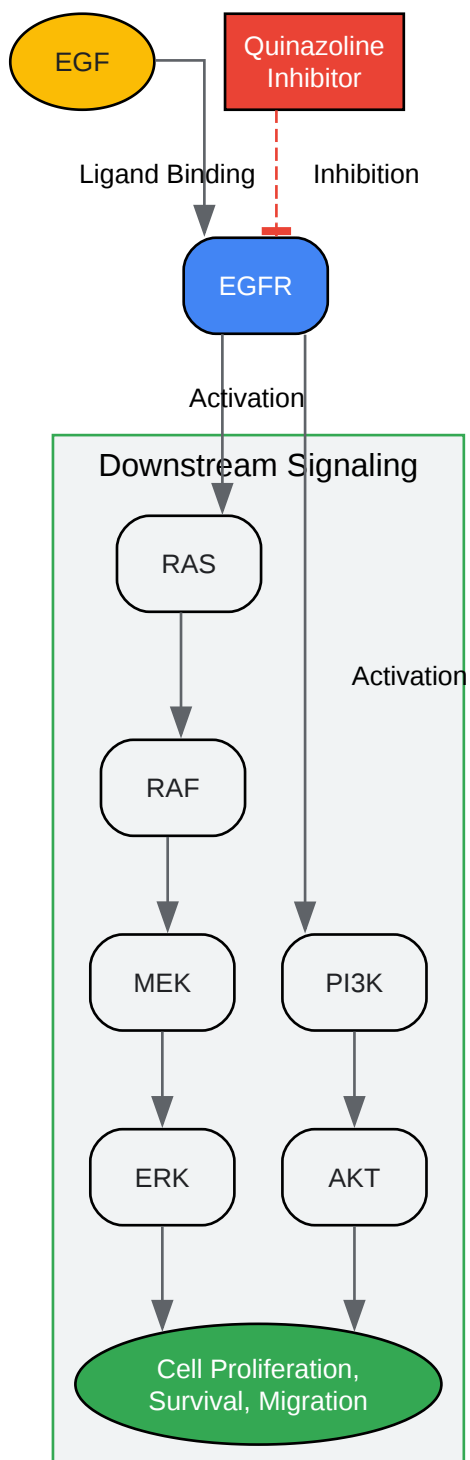 EGF
Quinazoline
Inhibitor
Ligand Binding
Inhibition
EGFR
Activation
Downstream Signaling
RAS
Activation
RAF
MEK
PI3K
ERK
AKT
Cell Proliferation,
Survival, Migration